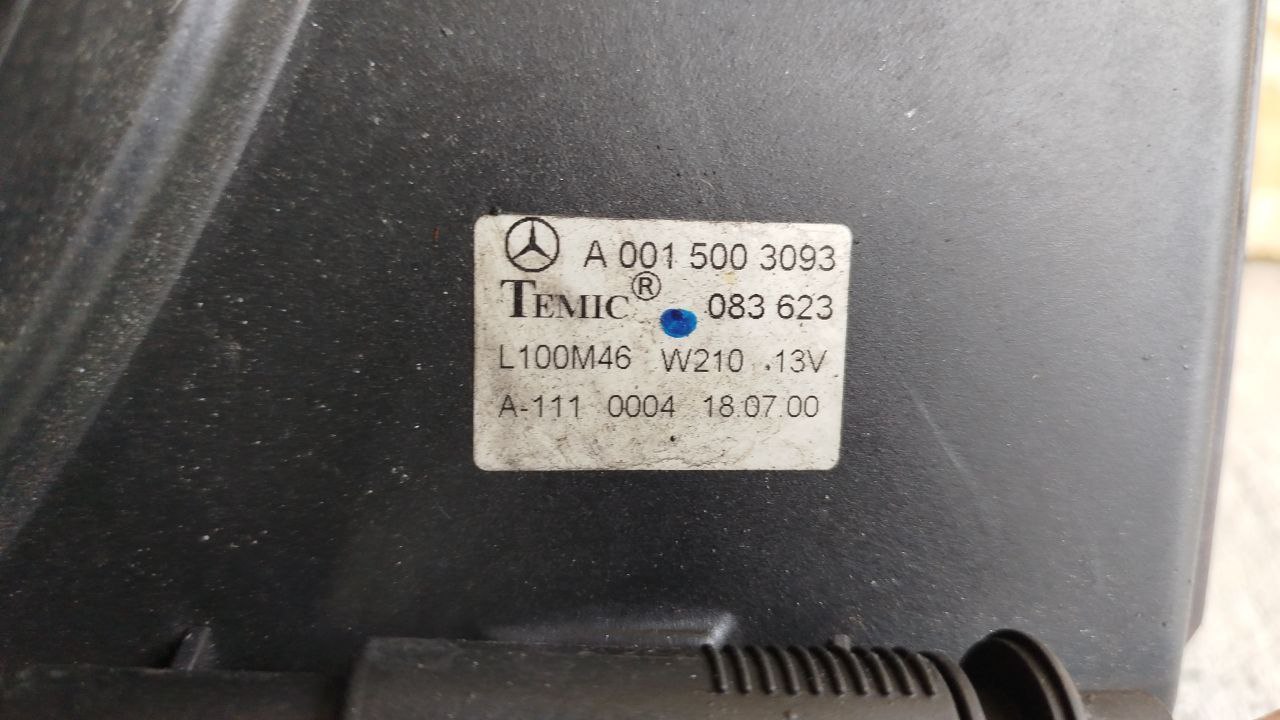 A 001 500 3093
TEMIC® 083 623
L100M46 W210 .13V
A-111 0004 18.07.00